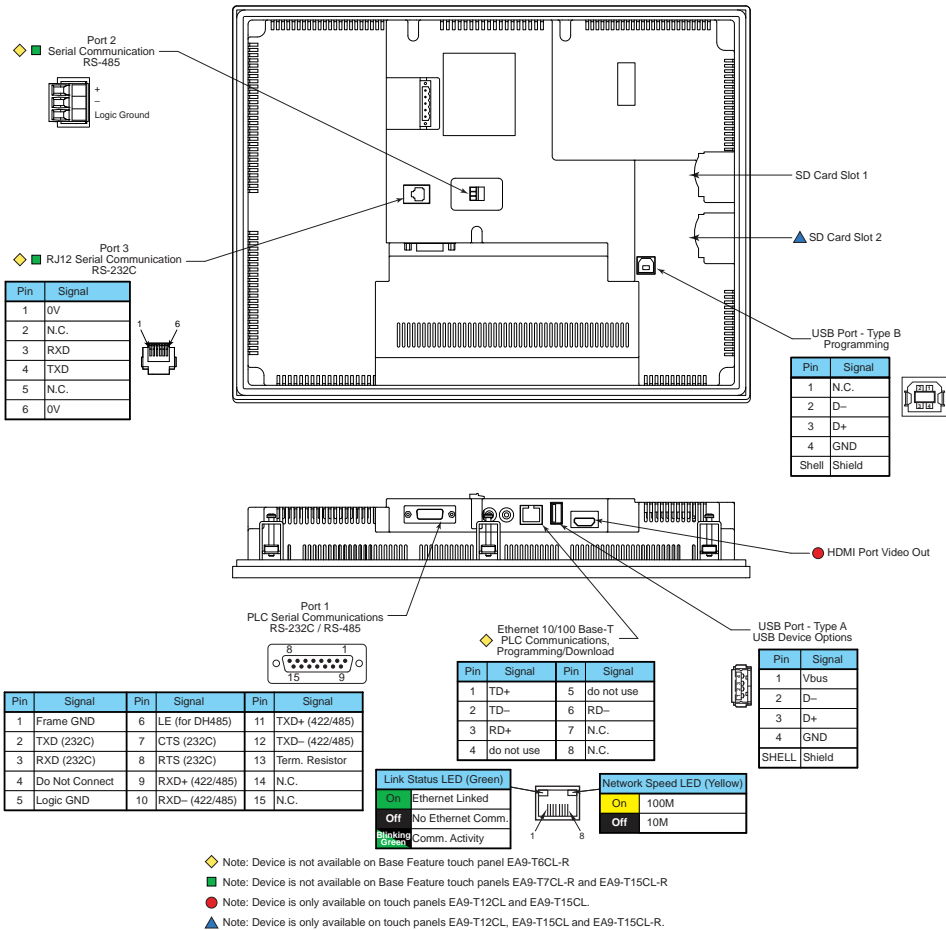 Port 2
Serial Communication
RS-485
+
–
Logic Ground
SD Card Slot 1
SD Card Slot 2
Port 3
RJ12 Serial Communication
RS-232C
Pin Signal
1 0V
2 N.C.
3 RXD
4 TXD
5 N.C.
6 0V
1 6
USB Port - Type B
Programming
Pin Signal
1 N.C.
2 D–
3 D+
4 GND
Shell Shield
2 1
3 4
HDMI Port Video Out
Port 1
PLC Serial Communications
RS-232C / RS-485
8 1
15 9
Pin Signal Pin Signal Pin Signal
1 Frame GND 6 LE (for DH485) 11 TXD+ (422/485)
2 TXD (232C) 7 CTS (232C) 12 TXD– (422/485)
3 RXD (232C) 8 RTS (232C) 13 Term. Resistor
4 Do Not Connect 9 RXD+ (422/485) 14 N.C.
5 Logic GND 10 RXD– (422/485) 15 N.C.
Ethernet 10/100 Base-T
PLC Communications,
Programming/Download
Pin Signal Pin Signal
1 TD+ 5 do not use
2 TD– 6 RD–
3 RD+ 7 N.C.
4 do not use 8 N.C.
USB Port - Type A
USB Device Options
Pin Signal
1 Vbus
2 D–
3 D+
4 GND
SHELL Shield
Link Status LED (Green)
On Ethernet Linked
Off No Ethernet Comm.
Blinking Green Comm. Activity
1 8
Network Speed LED (Yellow)
On 100M
Off 10M
Note: Device is not available on Base Feature touch panel EA9-T6CL-R
Note: Device is not available on Base Feature touch panels EA9-T7CL-R and EA9-T15CL-R
Note: Device is only available on touch panels EA9-T12CL and EA9-T15CL.
Note: Device is only available on touch panels EA9-T12CL, EA9-T15CL and EA9-T15CL-R.